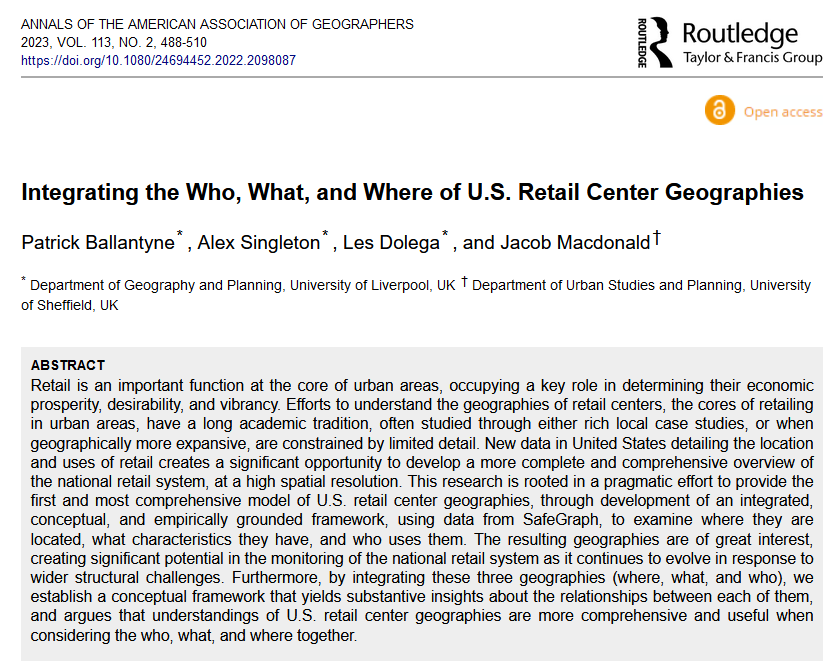 ANNALS OF THE AMERICAN ASSOCIATION OF GEOGRAPHERS
2023, VOL. 113, NO. 2, 488-510
https://doi.org/10.1080/24694452.2022.2098087
ROUTLEDGE
Routledge
Taylor & Francis Group
Open access
Integrating the Who, What, and Where of U.S. Retail Center Geographies
Patrick Ballantyne* , Alex Singleton* , Les Dolega* , and Jacob Macdonald†
* Department of Geography and Planning, University of Liverpool, UK † Department of Urban Studies and Planning, University
of Sheffield, UK
ABSTRACT
Retail is an important function at the core of urban areas, occupying a key role in determining their economic
prosperity, desirability, and vibrancy. Efforts to understand the geographies of retail centers, the cores of retailing
in urban areas, have a long academic tradition, often studied through either rich local case studies, or when
geographically more expansive, are constrained by limited detail. New data in United States detailing the location
and uses of retail creates a significant opportunity to develop a more complete and comprehensive overview of
the national retail system, at a high spatial resolution. This research is rooted in a pragmatic effort to provide the
first and most comprehensive model of U.S. retail center geographies, through development of an integrated,
conceptual, and empirically grounded framework, using data from SafeGraph, to examine where they are
located, what characteristics they have, and who uses them. The resulting geographies are of great interest,
creating significant potential in the monitoring of the national retail system as it continues to evolve in response to
wider structural challenges. Furthermore, by integrating these three geographies (where, what, and who), we
establish a conceptual framework that yields substantive insights about the relationships between each of them,
and argues that understandings of U.S. retail center geographies are more comprehensive and useful when
considering the who, what, and where together.